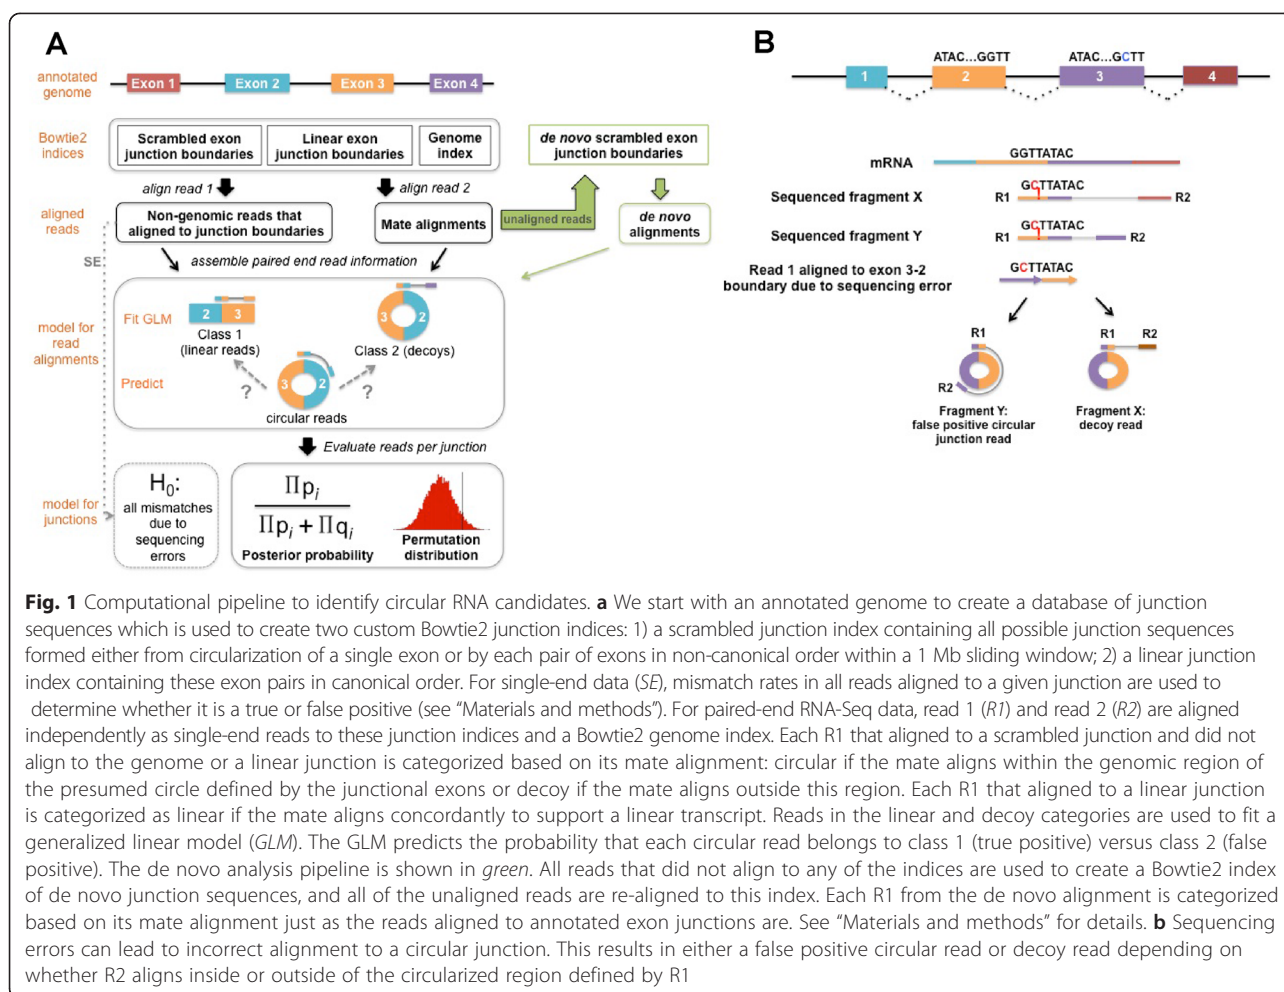 A
annotated
genome
Exon 1
Exon 2
Exon 3
Exon 4
Bowtie2
indices
Scrambled exon
junction boundaries
Linear exon
junction boundaries
Genome
index
de novo scrambled exon
junction boundaries
align read 1
align read 2
aligned
reads
Non-genomic reads that
aligned to junction boundaries
Mate alignments
unaligned reads
de novo
alignments
SE
assemble paired end read information
model for
read
alignments
Fit GLM
2
3
Class 1
(linear reads)
3
2
Class 2 (decoys)
Predict
?
3
2
?
circular reads
Evaluate reads per junction
model for
junctions
H0:
all mismatches
due to
sequencing
errors
Πpi
Πpi + Πqi
Posterior probability
Permutation
distribution
B
ATAC...GGTT
ATAC...GCTT
1
2
3
4
mRNA
GGTTATAC
Sequenced fragment X
R1
GCTTATAC
R2
Sequenced fragment Y
R1
GCTTATAC
R2
Read 1 aligned to exon 3-2
boundary due to sequencing error
GCTTATAC
R1
R2
Fragment Y:
false positive circular
junction read
R1
R2
Fragment X:
decoy read
Fig. 1 Computational pipeline to identify circular RNA candidates. a We start with an annotated genome to create a database of junction
sequences which is used to create two custom Bowtie2 junction indices: 1) a scrambled junction index containing all possible junction sequences
formed either from circularization of a single exon or by each pair of exons in non-canonical order within a 1 Mb sliding window; 2) a linear junction
index containing these exon pairs in canonical order. For single-end data (SE), mismatch rates in all reads aligned to a given junction are used to
determine whether it is a true or false positive (see “Materials and methods”). For paired-end RNA-Seq data, read 1 (R1) and read 2 (R2) are aligned
independently as single-end reads to these junction indices and a Bowtie2 genome index. Each R1 that aligned to a scrambled junction and did not
align to the genome or a linear junction is categorized based on its mate alignment: circular if the mate aligns within the genomic region of
the presumed circle defined by the junctional exons or decoy if the mate aligns outside this region. Each R1 that aligned to a linear junction
is categorized as linear if the mate aligns concordantly to support a linear transcript. Reads in the linear and decoy categories are used to fit a
generalized linear model (GLM). The GLM predicts the probability that each circular read belongs to class 1 (true positive) versus class 2 (false
positive). The de novo analysis pipeline is shown in green. All reads that did not align to any of the indices are used to create a Bowtie2 index
of de novo junction sequences, and all of the unaligned reads are re-aligned to this index. Each R1 from the de novo alignment is categorized
based on its mate alignment just as the reads aligned to annotated exon junctions are. See “Materials and methods” for details. b Sequencing
errors can lead to incorrect alignment to a circular junction. This results in either a false positive circular read or decoy read depending on
whether R2 aligns inside or outside of the circularized region defined by R1